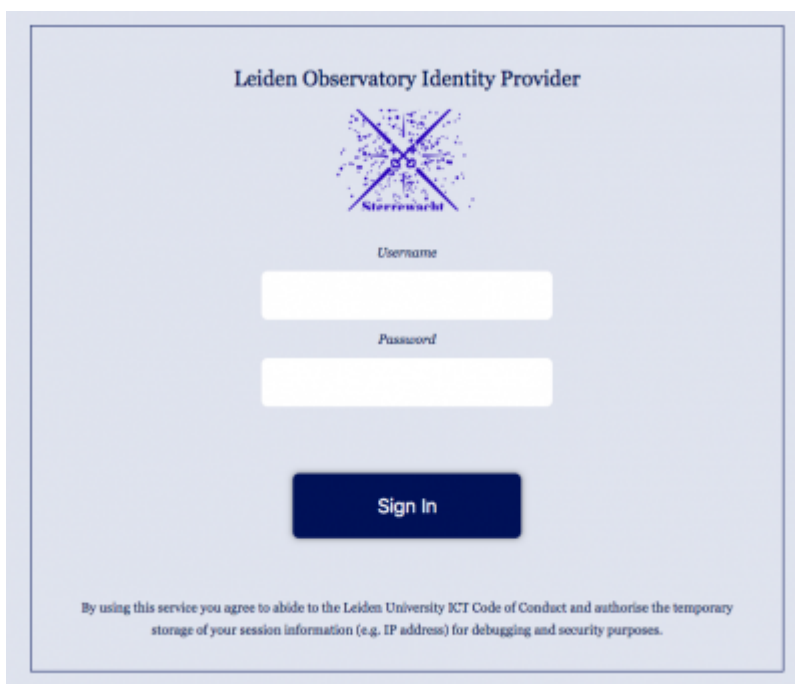 Leiden Observatory Identity Provider
Sterrewacht
Username
Password
Sign In
By using this service you agree to abide to the Leiden University ICT Code of Conduct and authorise the temporary
storage of your session information (e.g. IP address) for debugging and security purposes.